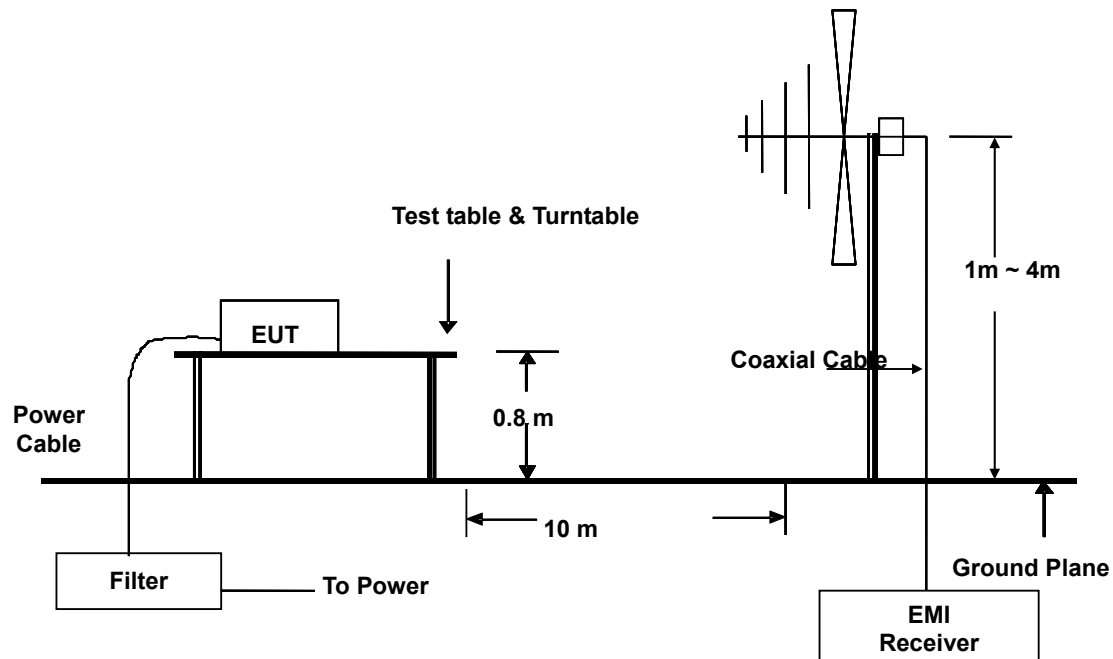 Test table & Turntable
1m ~ 4m
EUT
Coaxial Cable
0.8 m
Power
Cable
10 m
Ground Plane
Filter
To Power
EMI
Receiver